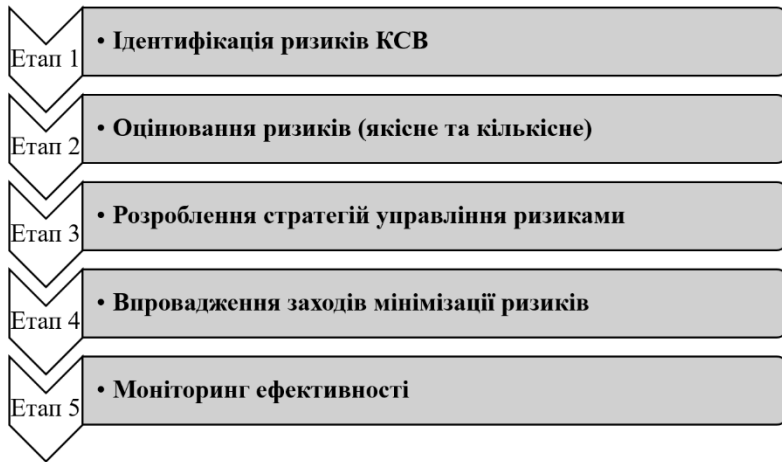 Етап 1
• Ідентифікація ризиків КСВ
Етап 2
• Оцінювання ризиків (якісне та кількісне)
Етап 3
• Розроблення стратегій управління ризиками
Етап 4
• Впровадження заходів мінімізації ризиків
Етап 5
• Моніторинг ефективності